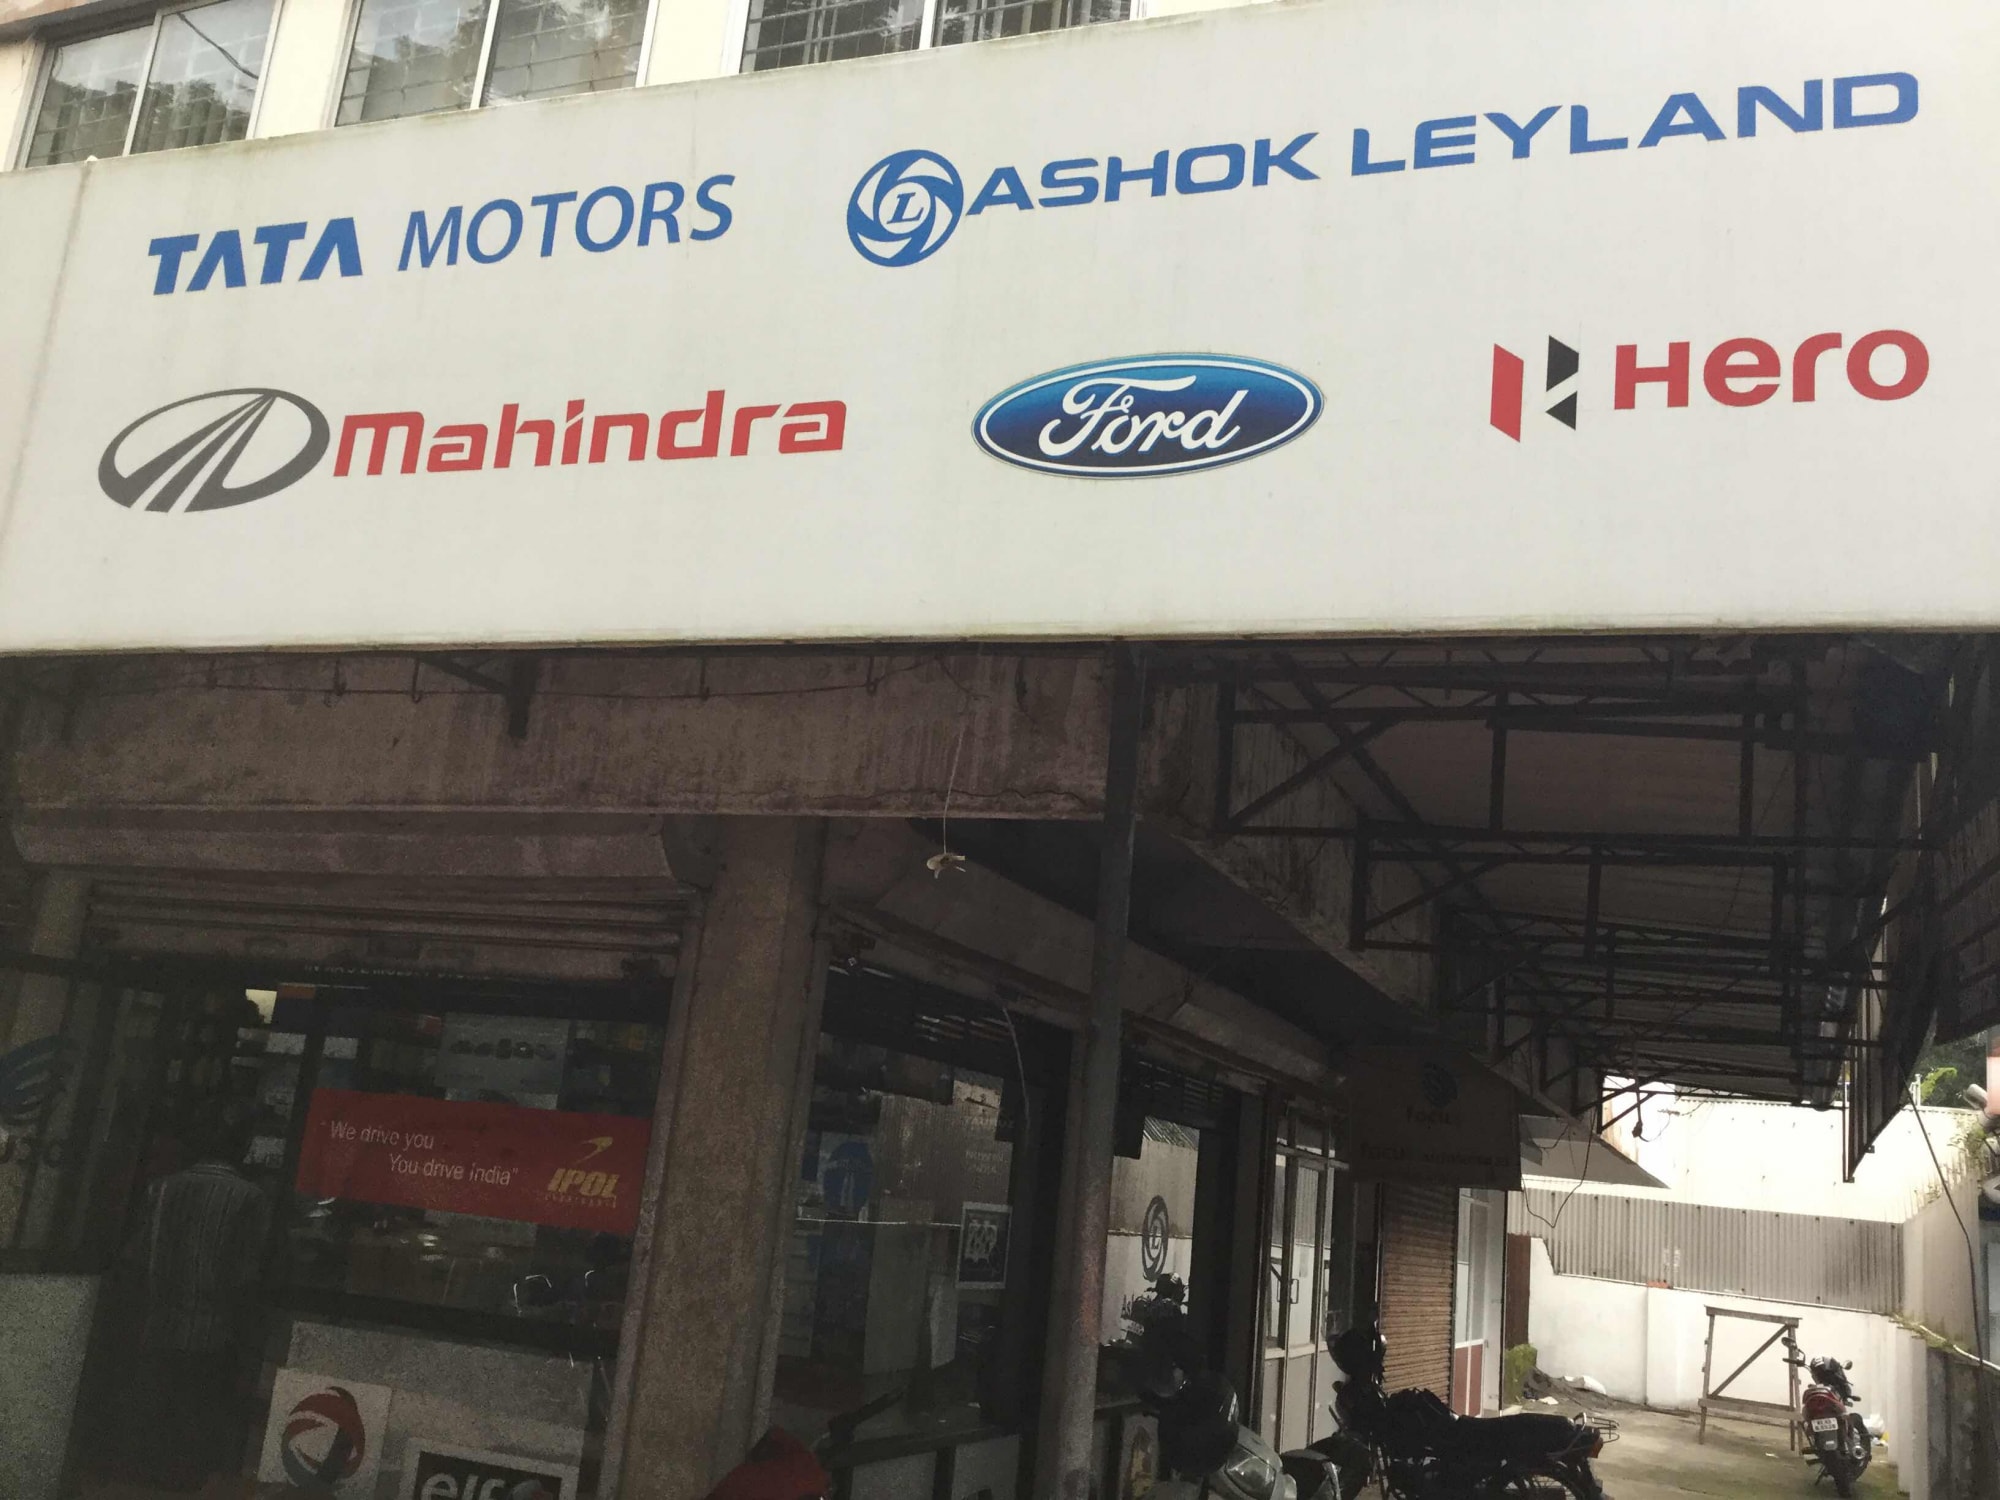 TATA MOTORS
L ASHOK LEYLAND
Mahindra
Ford
Hero
"We drive you
You drive India"
IPOL
L